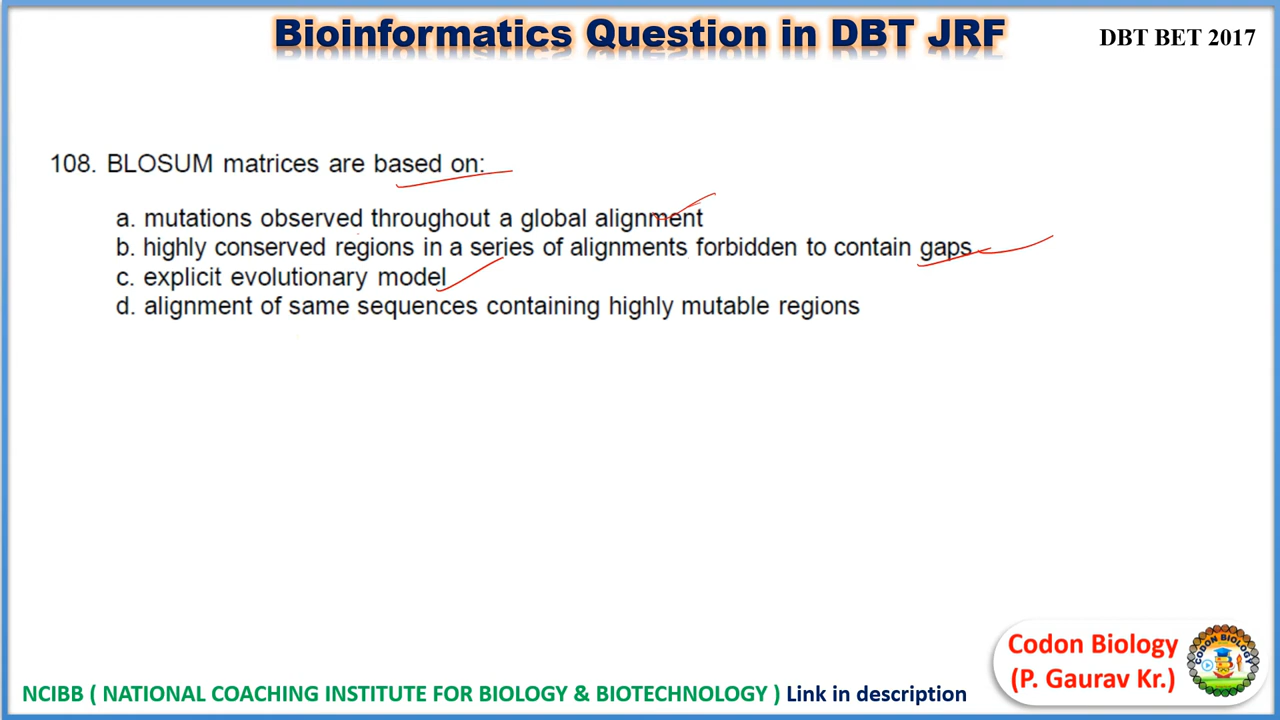 Bioinformatics Question in DBT JRF
DBT BET 2017
108. BLOSUM matrices are based on:
a. mutations observed throughout a global alignment
b. highly conserved regions in a series of alignments forbidden to contain gaps
c. explicit evolutionary model
d. alignment of same sequences containing highly mutable regions
Codon Biology
(P. Gaurav Kr.)
CODON BIOLOGY
NCIBB ( NATIONAL COACHING INSTITUTE FOR BIOLOGY & BIOTECHNOLOGY ) Link in description